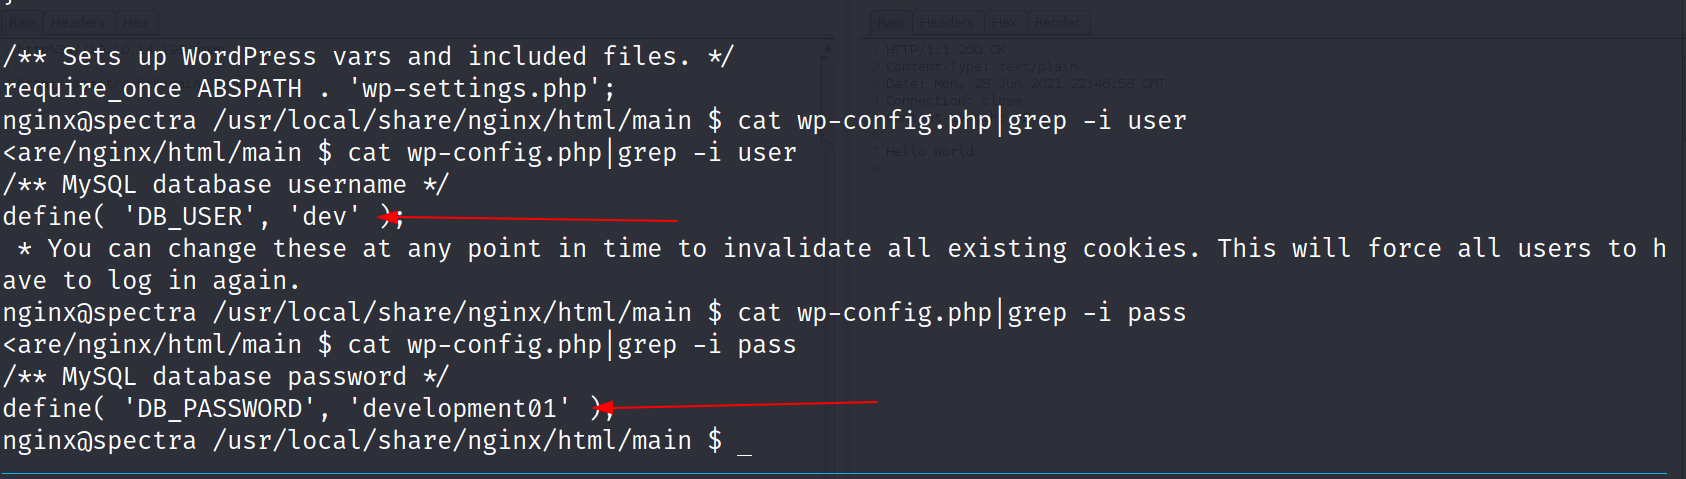 }
Raw Headers Hex
Raw Headers Hex Render
1 HTTP/1.1 200 OK
2 Content-Type: text/plain
3 Date: Mon, 28 Jun 2021 22:46:58 GMT
4 Connection: close
7 Hello World
8
/** Sets up WordPress vars and included files. */
require_once ABSPATH . 'wp-settings.php';
nginx@spectra /usr/local/share/nginx/html/main $ cat wp-config.php|grep -i user
<are/nginx/html/main $ cat wp-config.php|grep -i user
/** MySQL database username */
define( 'DB_USER', 'dev' );
 * You can change these at any point in time to invalidate all existing cookies. This will force all users to h
ave to log in again.
nginx@spectra /usr/local/share/nginx/html/main $ cat wp-config.php|grep -i pass
<are/nginx/html/main $ cat wp-config.php|grep -i pass
/** MySQL database password */
define( 'DB_PASSWORD', 'development01' );
nginx@spectra /usr/local/share/nginx/html/main $ _